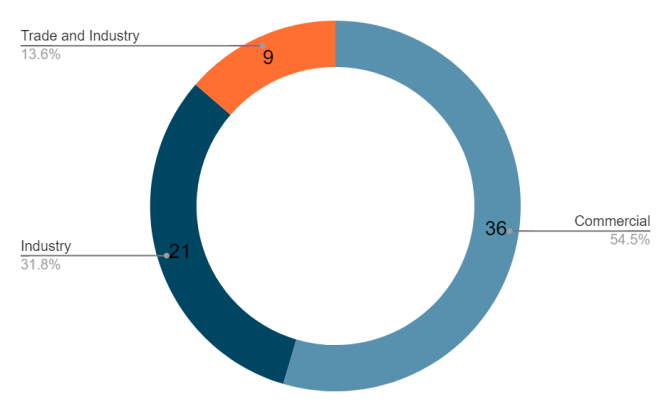 Trade and Industry
13.6%
9
Commercial
36
54.5%
Industry
21
31.8%